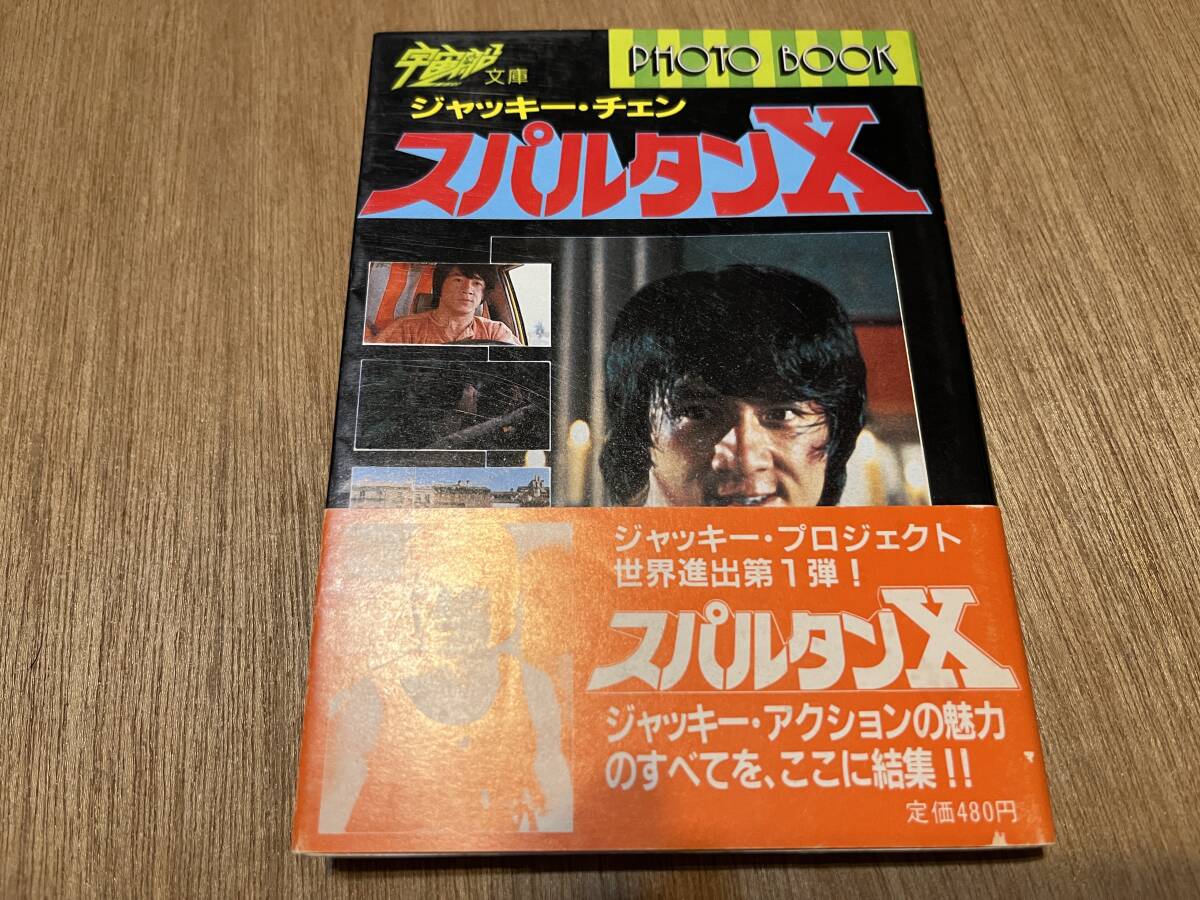 宇宙船文庫
PHOTO BOOK
ジャッキー・チェン
スパルタンX
ジャッキー・プロジェクト
世界進出第1弾!
スパルタンX
ジャッキー・アクションの魅力
のすべてを、ここに結集!!
定価480円